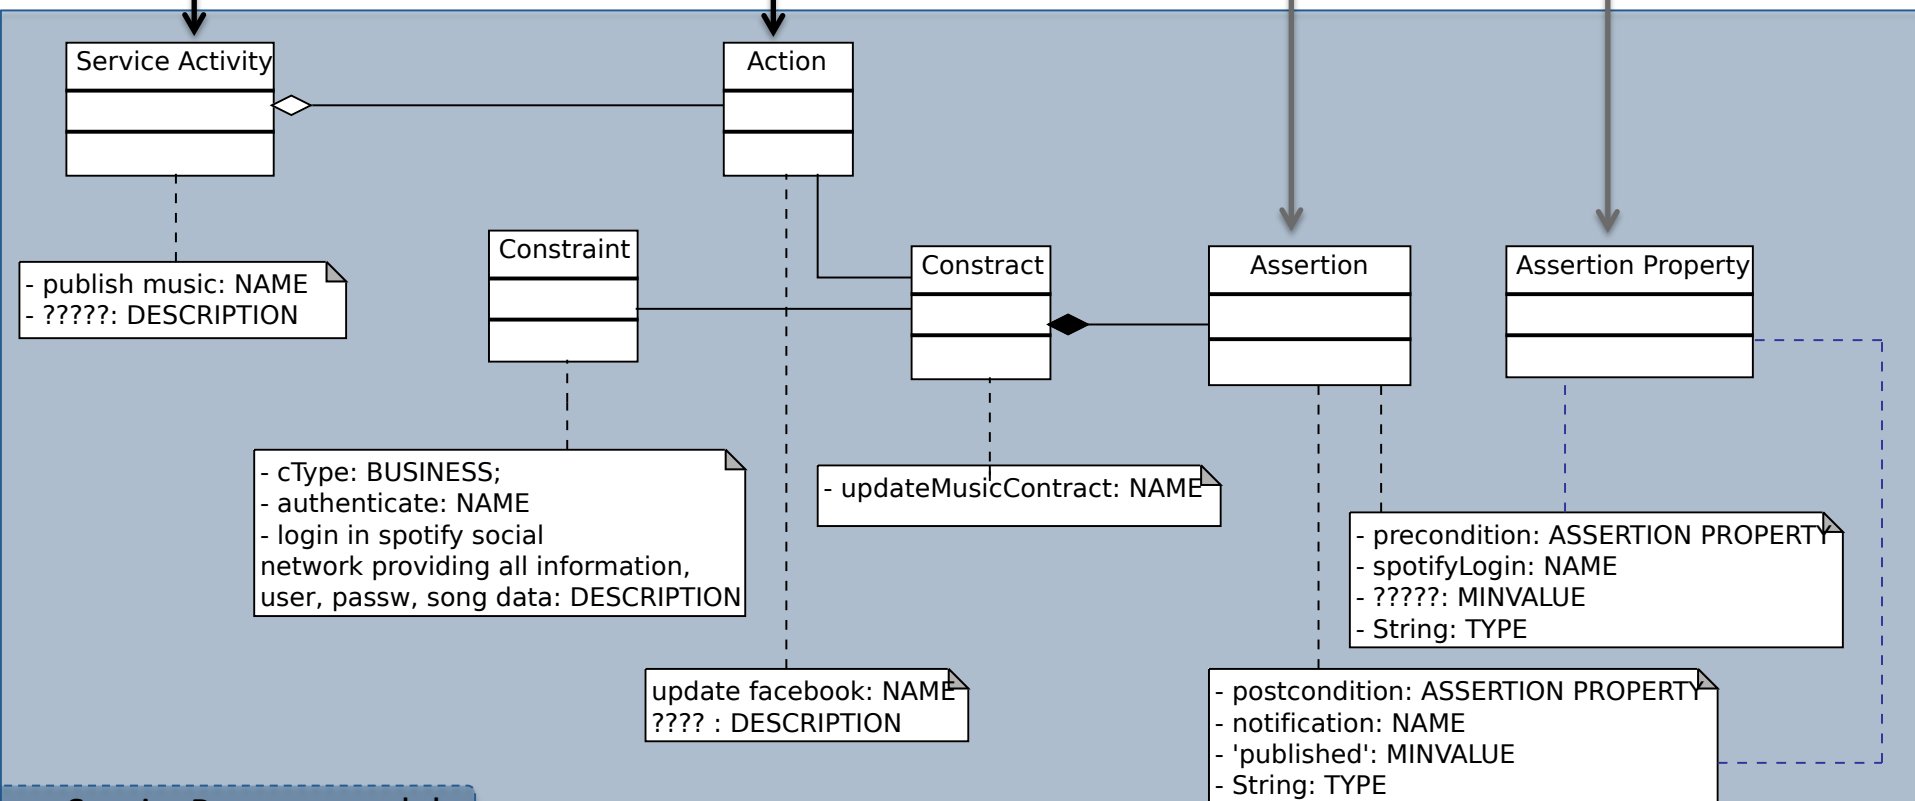 Service Activity
Action
Constraint
Constract
Assertion
Assertion Property
- publish music: NAME
- ?????: DESCRIPTION
- cType: BUSINESS;
- authenticate: NAME
- login in spotify social
network providing all information,
user, passw, song data: DESCRIPTION
- updateMusicContract: NAME
- precondition: ASSERTION PROPERTY
- spotifyLogin: NAME
- ?????: MINVALUE
- String: TYPE
update facebook: NAME
???? : DESCRIPTION
- postcondition: ASSERTION PROPERTY
- notification: NAME
- 'published': MINVALUE
- String: TYPE